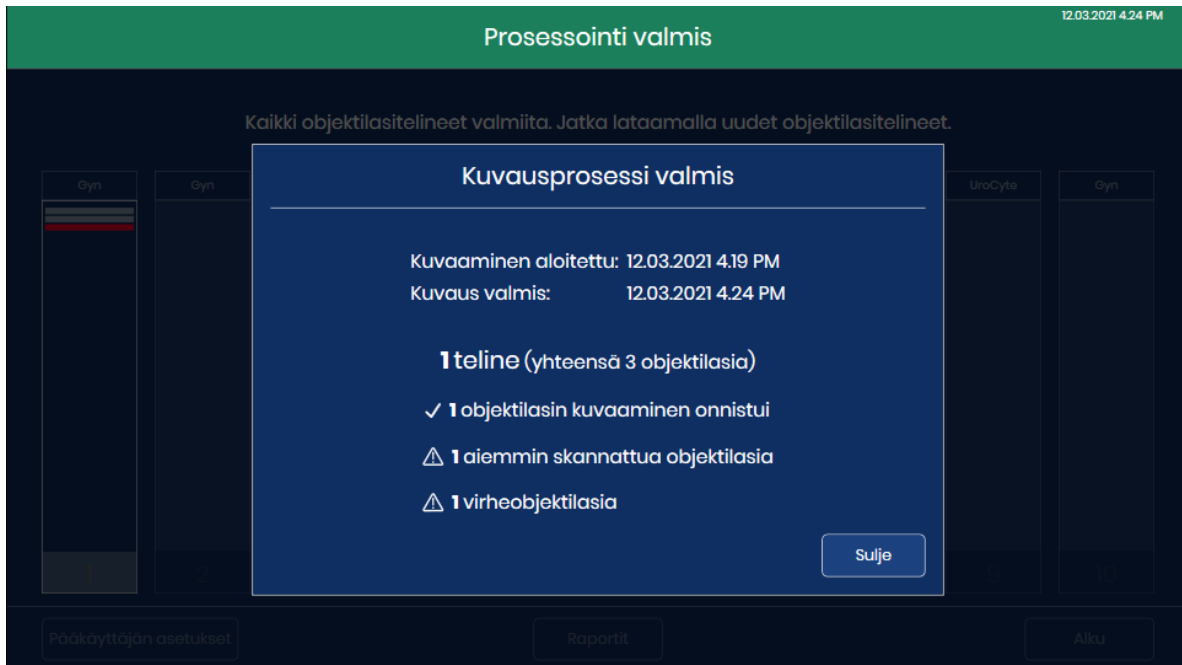 12.03.2021 4.24 PM
Prosessointi valmis
Kaikki objektilasitelineet valmiita. Jatka lataamalla uudet objektilasitelineet.
Gyn
Gyn
UroCyte
Gyn
Kuvausprosessi valmis
Kuvaaminen aloitettu: 12.03.2021 4.19 PM
Kuvaus valmis: 12.03.2021 4.24 PM
1 teline (yhteensä 3 objektilasia)
1 objektilasin kuvaaminen onnistui
1 aiemmin skannattua objektilasia
1 virheobjektilasia
Sulje
1
2
9
10
Pääkäyttäjän asetukset
Raportit
Alku